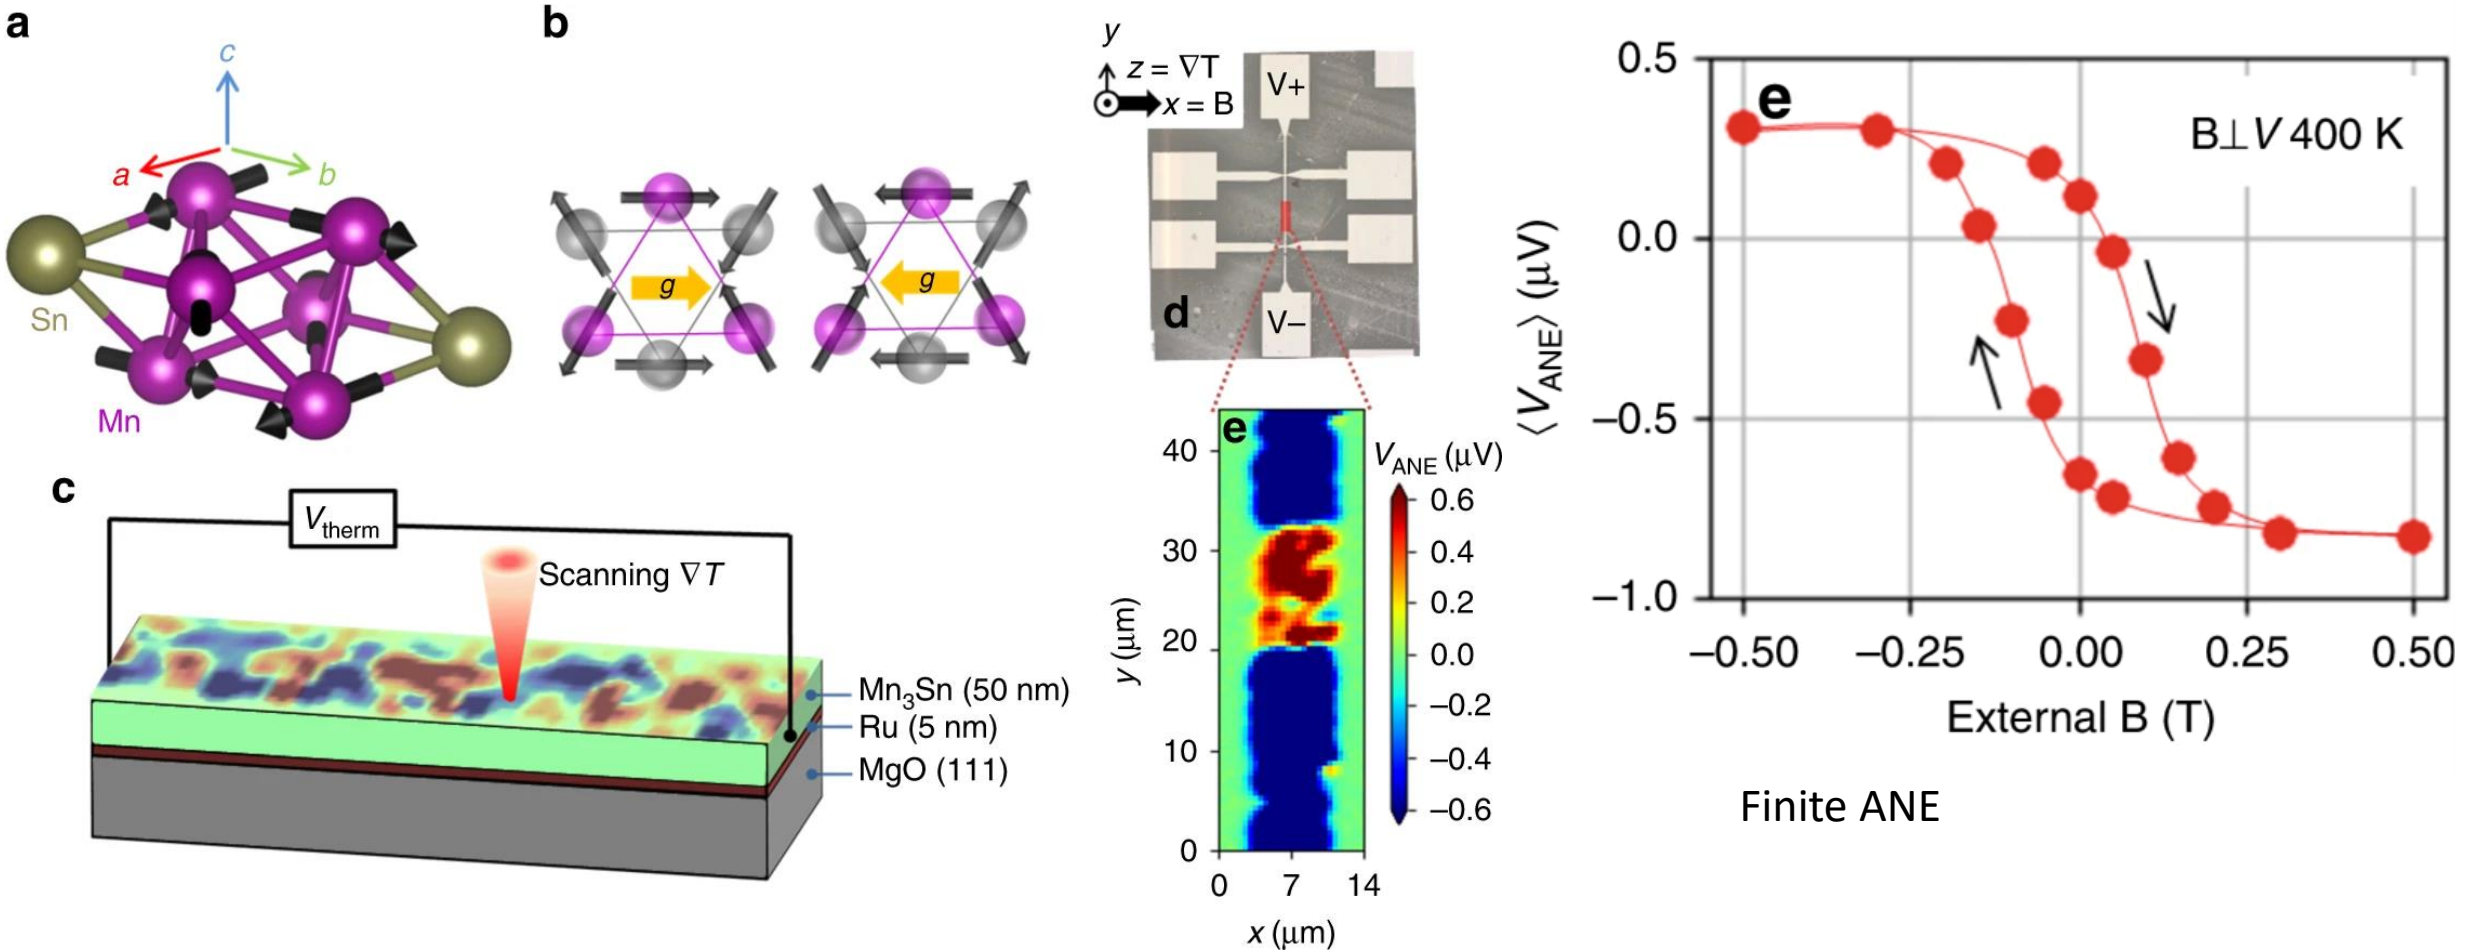 a
c
a
b
Sn
Mn
b
g
g
c
V_therm
Scanning ∇T
Mn₃Sn (50 nm)
Ru (5 nm)
MgO (111)
y
z = ∇T
x = B
V+
d
V−
e
40
30
20
10
0
y (μm)
0 7 14
x (μm)
V_ANE (μV)
0.6
0.4
0.2
0.0
−0.2
−0.4
−0.6
e
B⊥V 400 K
0.5
0.0
−0.5
−1.0
⟨V_ANE⟩ (μV)
−0.50 −0.25 0.00 0.25 0.50
External B (T)
Finite ANE